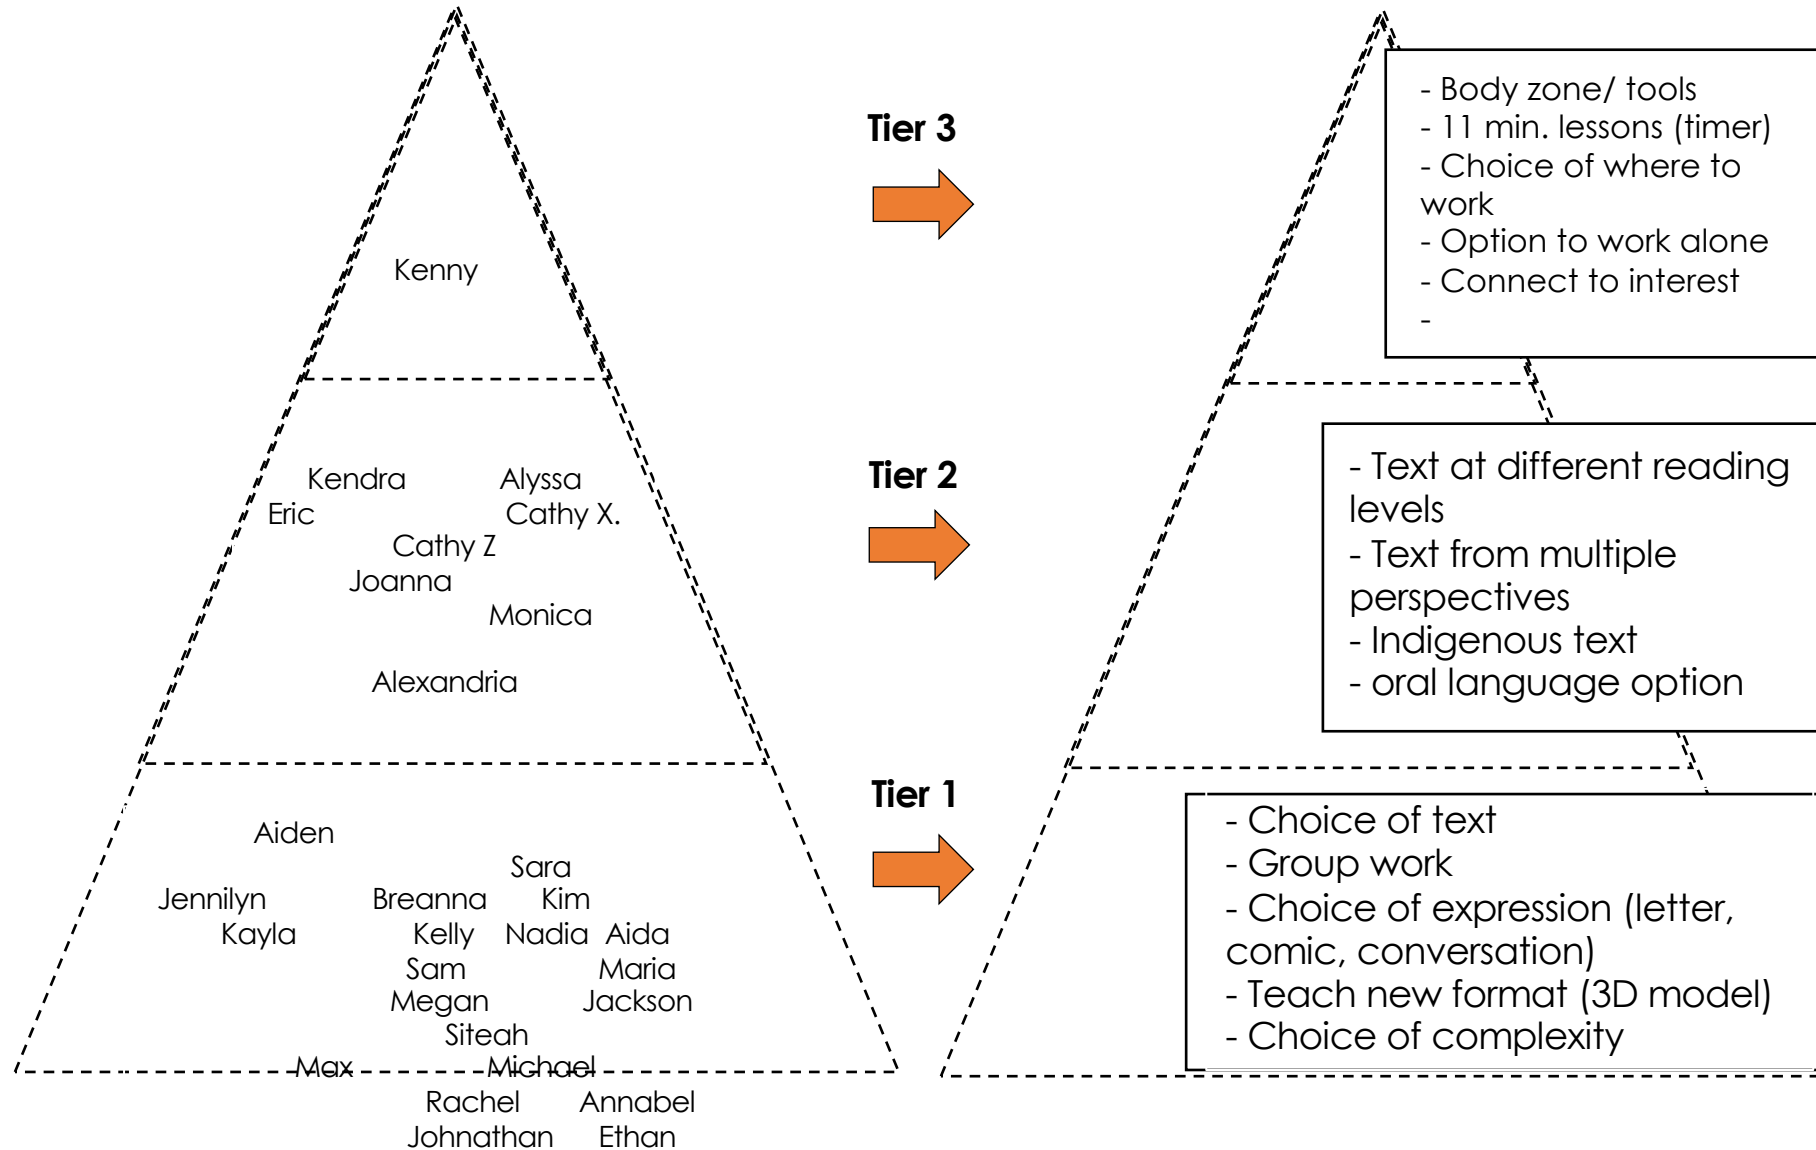 Tier 3
Kenny
- Body zone/ tools
- 11 min. lessons (timer)
- Choice of where to
work
- Option to work alone
- Connect to interest
-
Tier 2
Kendra Alyssa
Eric Cathy X.
Cathy Z
Joanna
Monica
Alexandria
- Text at different reading
levels
- Text from multiple
perspectives
- Indigenous text
- oral language option
Tier 1
Aiden
Sara
Jennilyn Breanna Kim
Kayla Kelly Nadia Aida
Sam Maria
Megan Jackson
Siteah
Max Michael
Rachel Annabel
Johnathan Ethan
- Choice of text
- Group work
- Choice of expression (letter,
comic, conversation)
- Teach new format (3D model)
- Choice of complexity